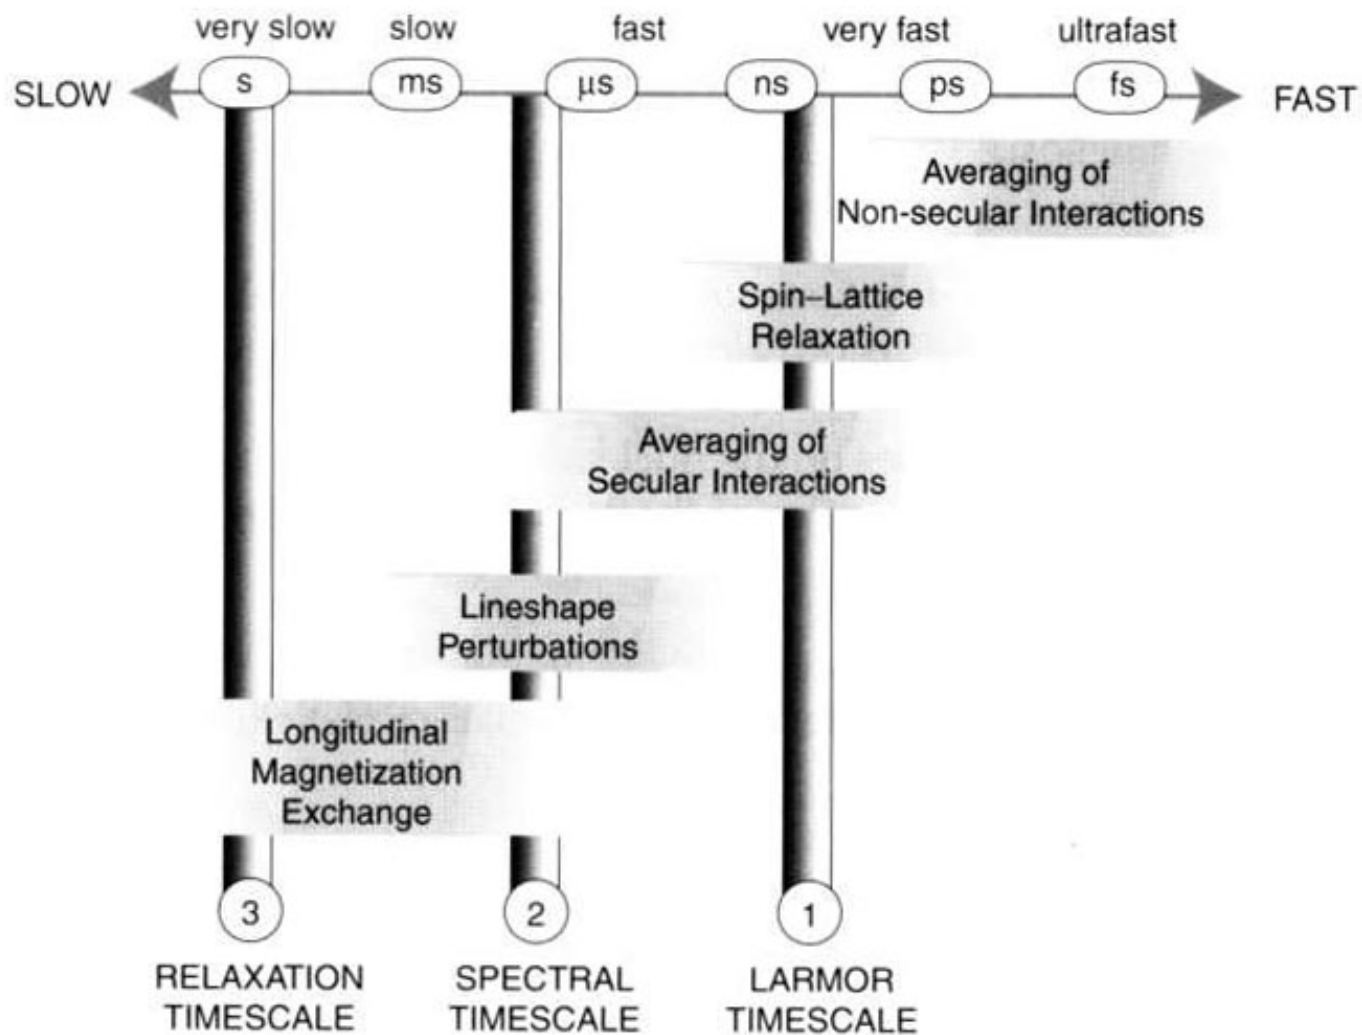 very slow slow fast very fast ultrafast
SLOW s ms μs ns ps fs FAST
Averaging of
Non-secular Interactions
Spin–Lattice
Relaxation
Averaging of
Secular Interactions
Lineshape
Perturbations
Longitudinal
Magnetization
Exchange
3 2 1
RELAXATION SPECTRAL LARMOR
TIMESCALE TIMESCALE TIMESCALE